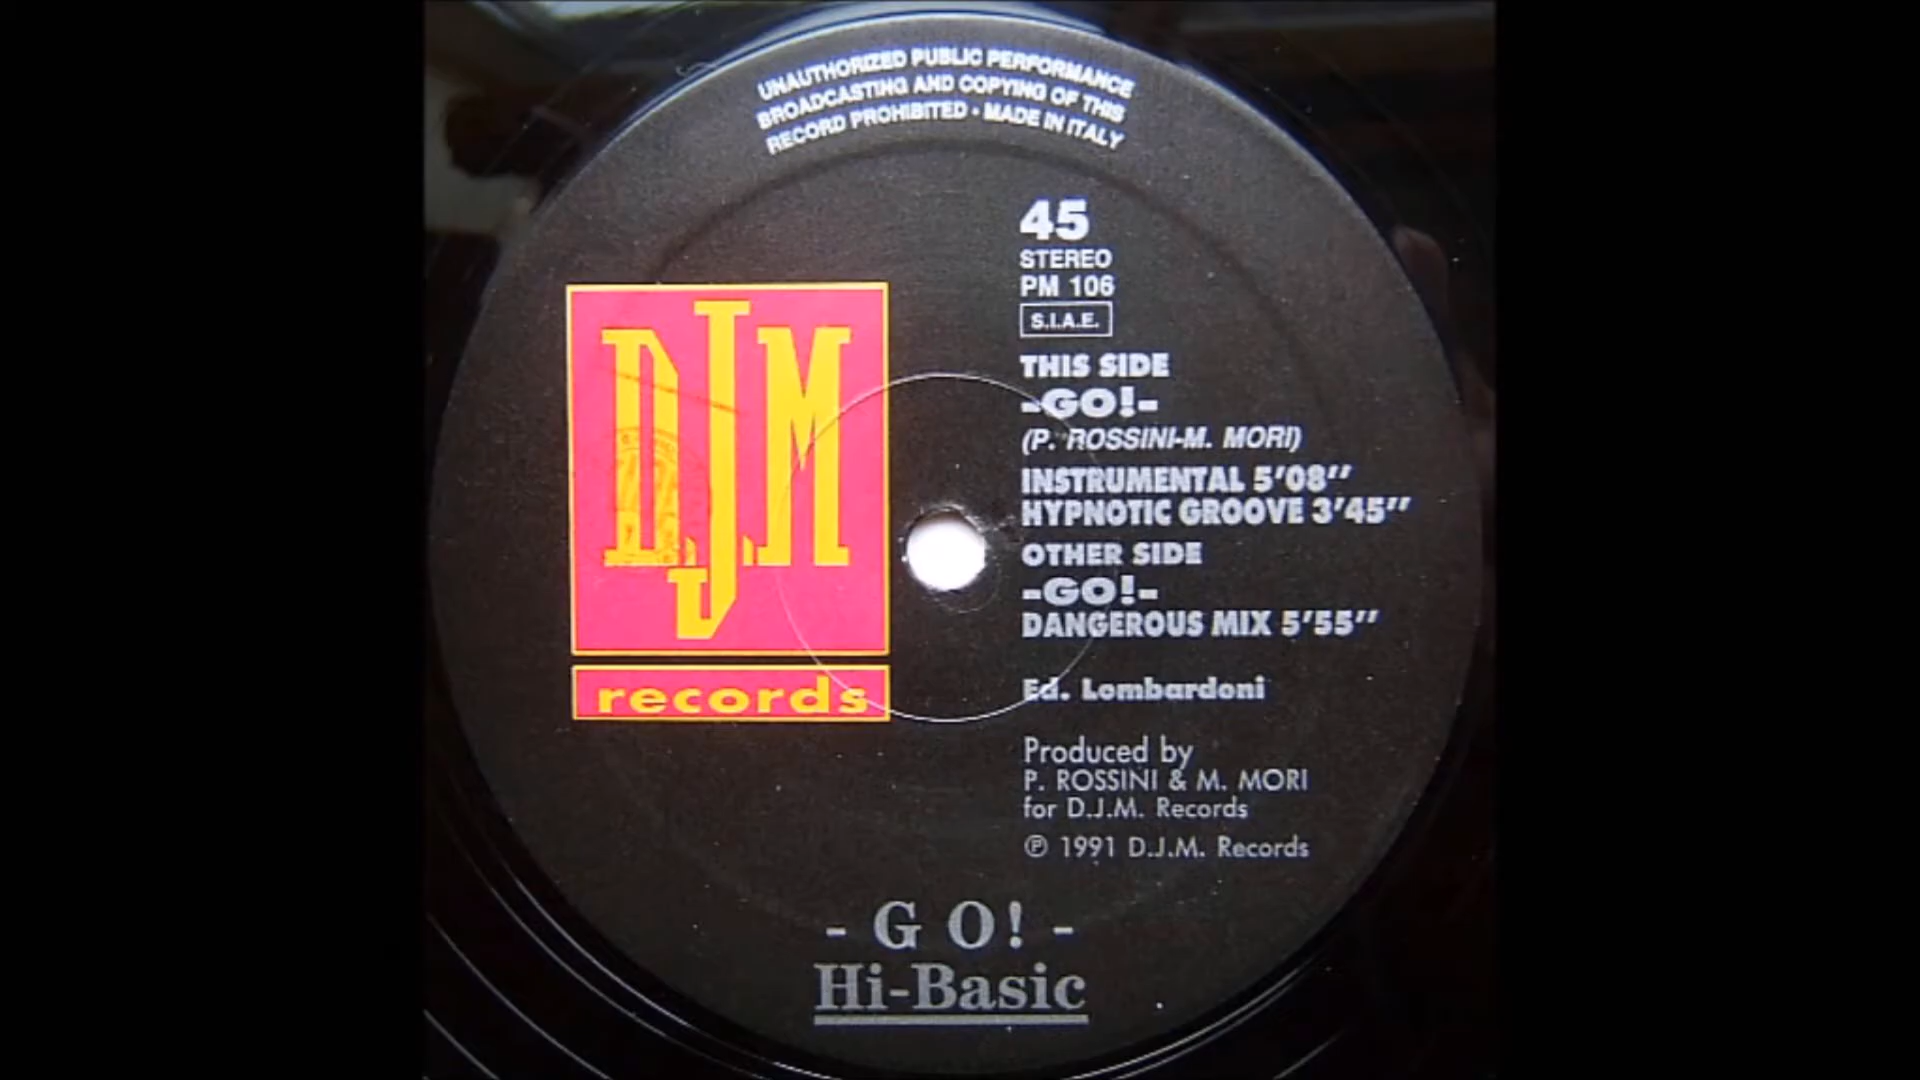 UNAUTHORIZED PUBLIC PERFORMANCE
BROADCASTING AND COPYING OF THIS
RECORD PROHIBITED • MADE IN ITALY
45
STEREO
PM 106
S.I.A.E.
THIS SIDE
-GO!-
(P. ROSSINI-M. MORI)
INSTRUMENTAL 5'08''
HYPNOTIC GROOVE 3'45''
OTHER SIDE
-GO!-
DANGEROUS MIX 5'55''
Ed. Lombardoni
Produced by
P. ROSSINI & M. MORI
for D.J.M. Records
℗ 1991 D.J.M. Records
D.J.M
records
- G O! -
Hi-Basic